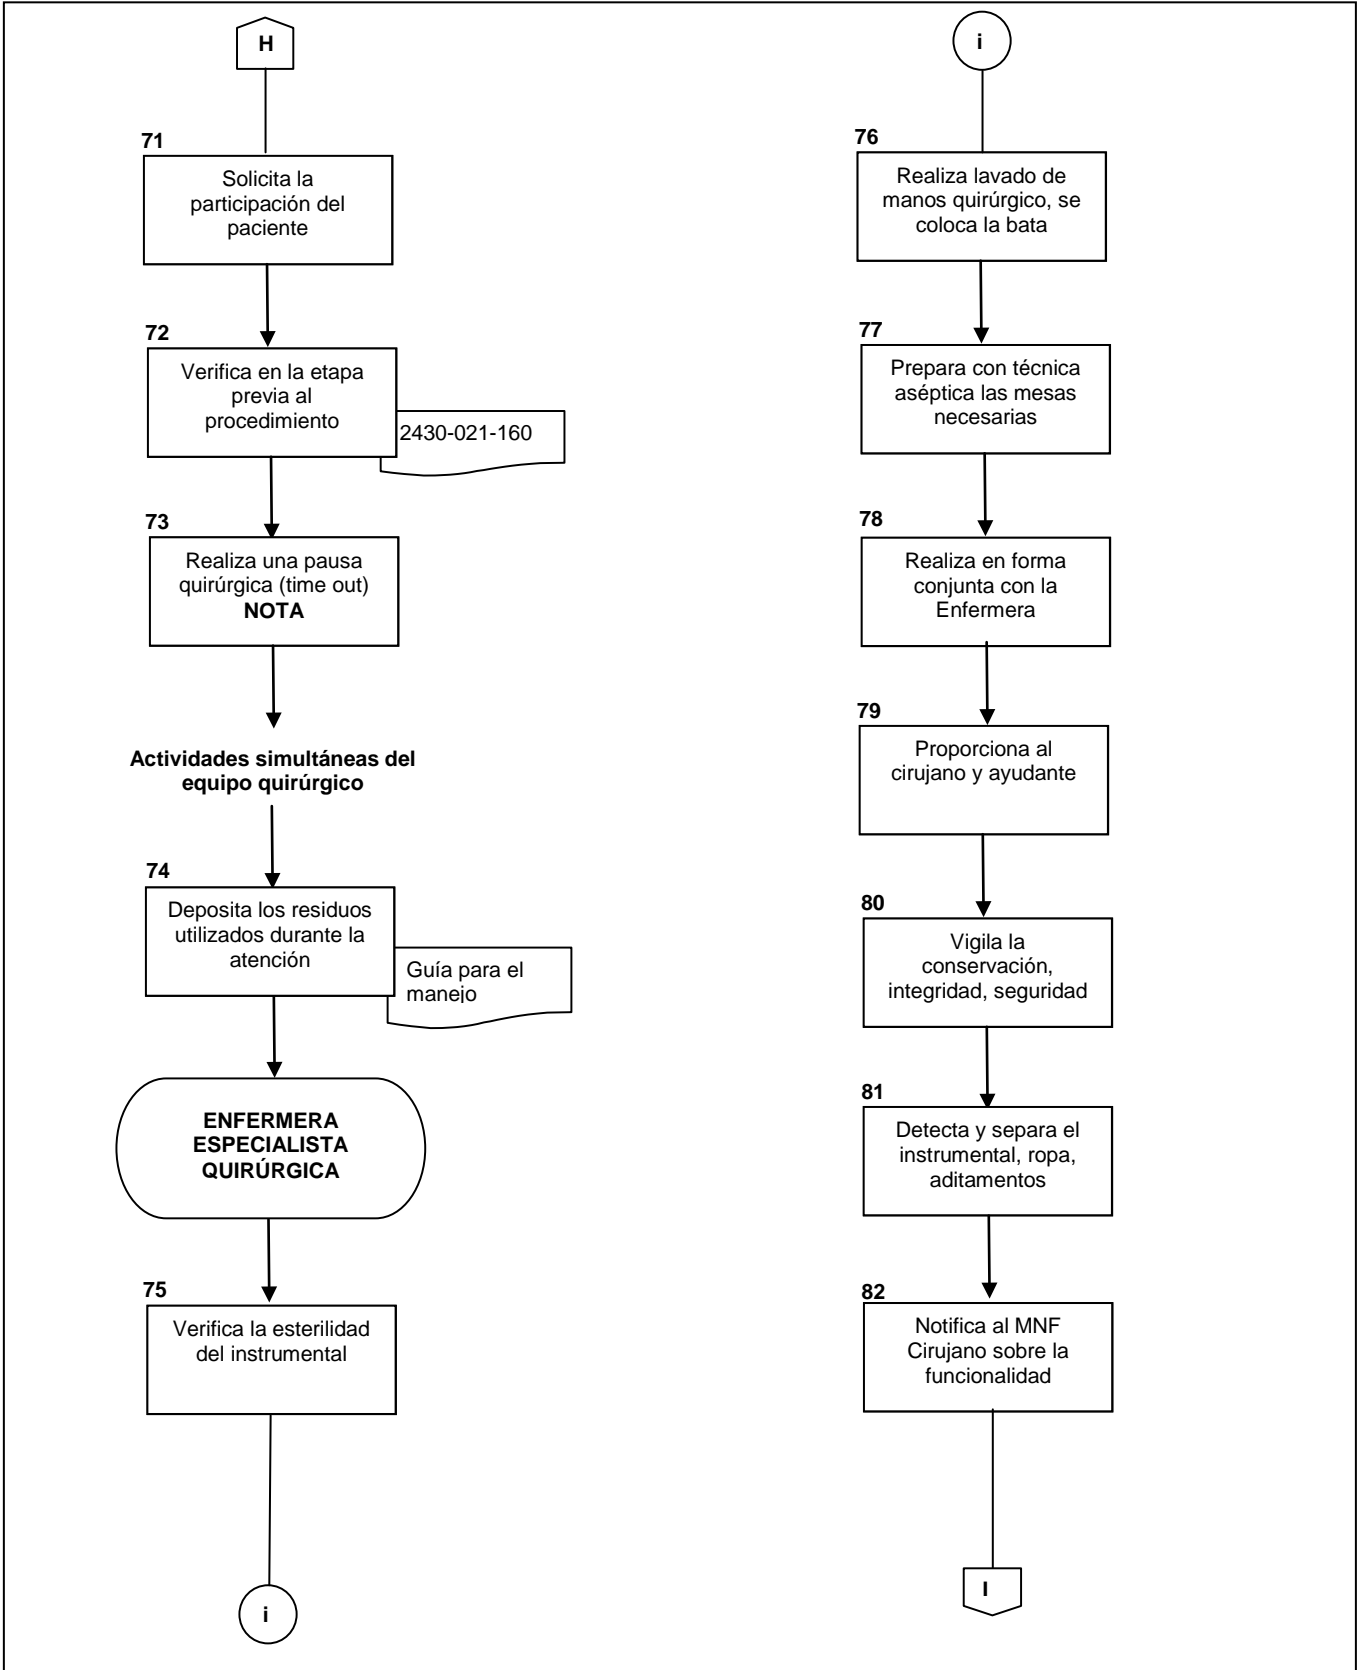 H
71
Solicita la
participación del
paciente
72
Verifica en la etapa
previa al
procedimiento
2430-021-160
73
Realiza una pausa
quirúrgica (time out)
NOTA
Actividades simultáneas del
equipo quirúrgico
74
Deposita los residuos
utilizados durante la
atención
Guía para el
manejo
ENFERMERA
ESPECIALISTA
QUIRÚRGICA
75
Verifica la esterilidad
del instrumental
i
i
76
Realiza lavado de
manos quirúrgico, se
coloca la bata
77
Prepara con técnica
aséptica las mesas
necesarias
78
Realiza en forma
conjunta con la
Enfermera
79
Proporciona al
cirujano y ayudante
80
Vigila la
conservación,
integridad, seguridad
81
Detecta y separa el
instrumental, ropa,
aditamentos
82
Notifica al MNF
Cirujano sobre la
funcionalidad
I